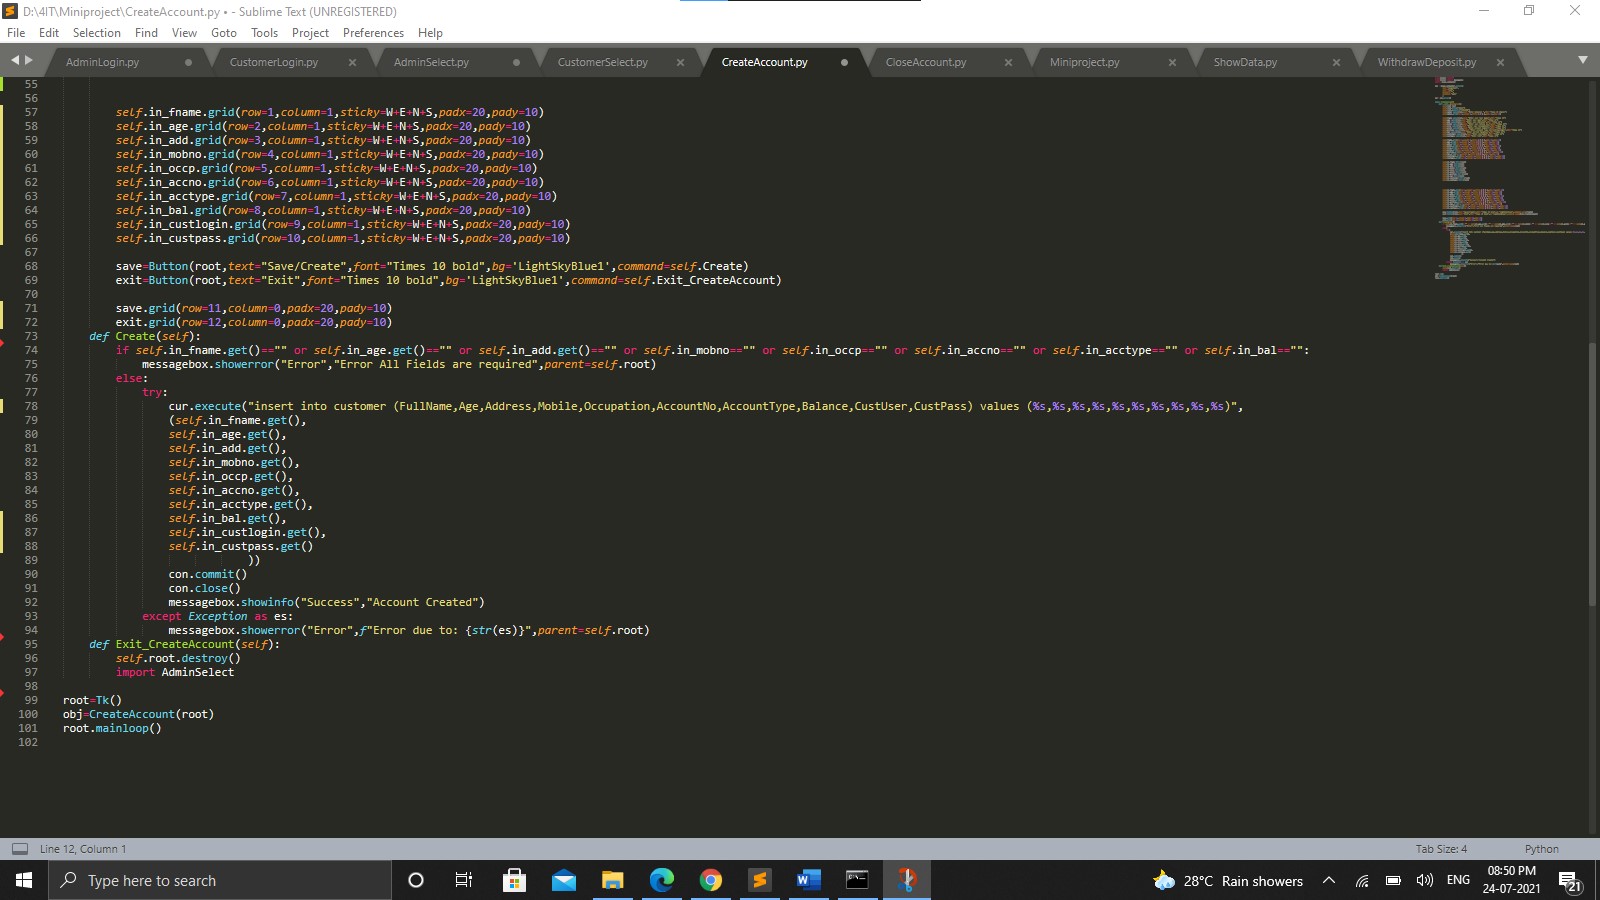 D:\4IT\Miniproject\CreateAccount.py • - Sublime Text (UNREGISTERED)
File Edit Selection Find View Goto Tools Project Preferences Help
AdminLogin.py CustomerLogin.py AdminSelect.py CustomerSelect.py CreateAccount.py CloseAccount.py Miniproject.py ShowData.py WithdrawDeposit.py
55
56
57 self.in_fname.grid(row=1,column=1,sticky=W+E+N+S,padx=20,pady=10)
58 self.in_age.grid(row=2,column=1,sticky=W+E+N+S,padx=20,pady=10)
59 self.in_add.grid(row=3,column=1,sticky=W+E+N+S,padx=20,pady=10)
60 self.in_mobno.grid(row=4,column=1,sticky=W+E+N+S,padx=20,pady=10)
61 self.in_occp.grid(row=5,column=1,sticky=W+E+N+S,padx=20,pady=10)
62 self.in_accno.grid(row=6,column=1,sticky=W+E+N+S,padx=20,pady=10)
63 self.in_acctype.grid(row=7,column=1,sticky=W+E+N+S,padx=20,pady=10)
64 self.in_bal.grid(row=8,column=1,sticky=W+E+N+S,padx=20,pady=10)
65 self.in_custlogin.grid(row=9,column=1,sticky=W+E+N+S,padx=20,pady=10)
66 self.in_custpass.grid(row=10,column=1,sticky=W+E+N+S,padx=20,pady=10)
67
68 save=Button(root,text="Save/Create",font="Times 10 bold",bg='LightSkyBlue1',command=self.Create)
69 exit=Button(root,text="Exit",font="Times 10 bold",bg='LightSkyBlue1',command=self.Exit_CreateAccount)
70
71 save.grid(row=11,column=0,padx=20,pady=10)
72 exit.grid(row=12,column=0,padx=20,pady=10)
73 def Create(self):
74 if self.in_fname.get()=="" or self.in_age.get()=="" or self.in_add.get()=="" or self.in_mobno=="" or self.in_occp=="" or self.in_accno=="" or self.in_acctype=="" or self.in_bal=="":
75 messagebox.showerror("Error","Error All Fields are required",parent=self.root)
76 else:
77 try:
78 cur.execute("insert into customer (FullName,Age,Address,Mobile,Occupation,AccountNo,AccountType,Balance,CustUser,CustPass) values (%s,%s,%s,%s,%s,%s,%s,%s,%s,%s)",
79 (self.in_fname.get(),
80 self.in_age.get(),
81 self.in_add.get(),
82 self.in_mobno.get(),
83 self.in_occp.get(),
84 self.in_accno.get(),
85 self.in_acctype.get(),
86 self.in_bal.get(),
87 self.in_custlogin.get(),
88 self.in_custpass.get()
89 ))
90 con.commit()
91 con.close()
92 messagebox.showinfo("Success","Account Created")
93 except Exception as es:
94 messagebox.showerror("Error",f"Error due to: {str(es)}",parent=self.root)
95 def Exit_CreateAccount(self):
96 self.root.destroy()
97 import AdminSelect
98
99 root=Tk()
100 obj=CreateAccount(root)
101 root.mainloop()
102
Line 12, Column 1 Tab Size: 4 Python
Type here to search 28°C Rain showers ENG 08:50 PM
24-07-2021 21